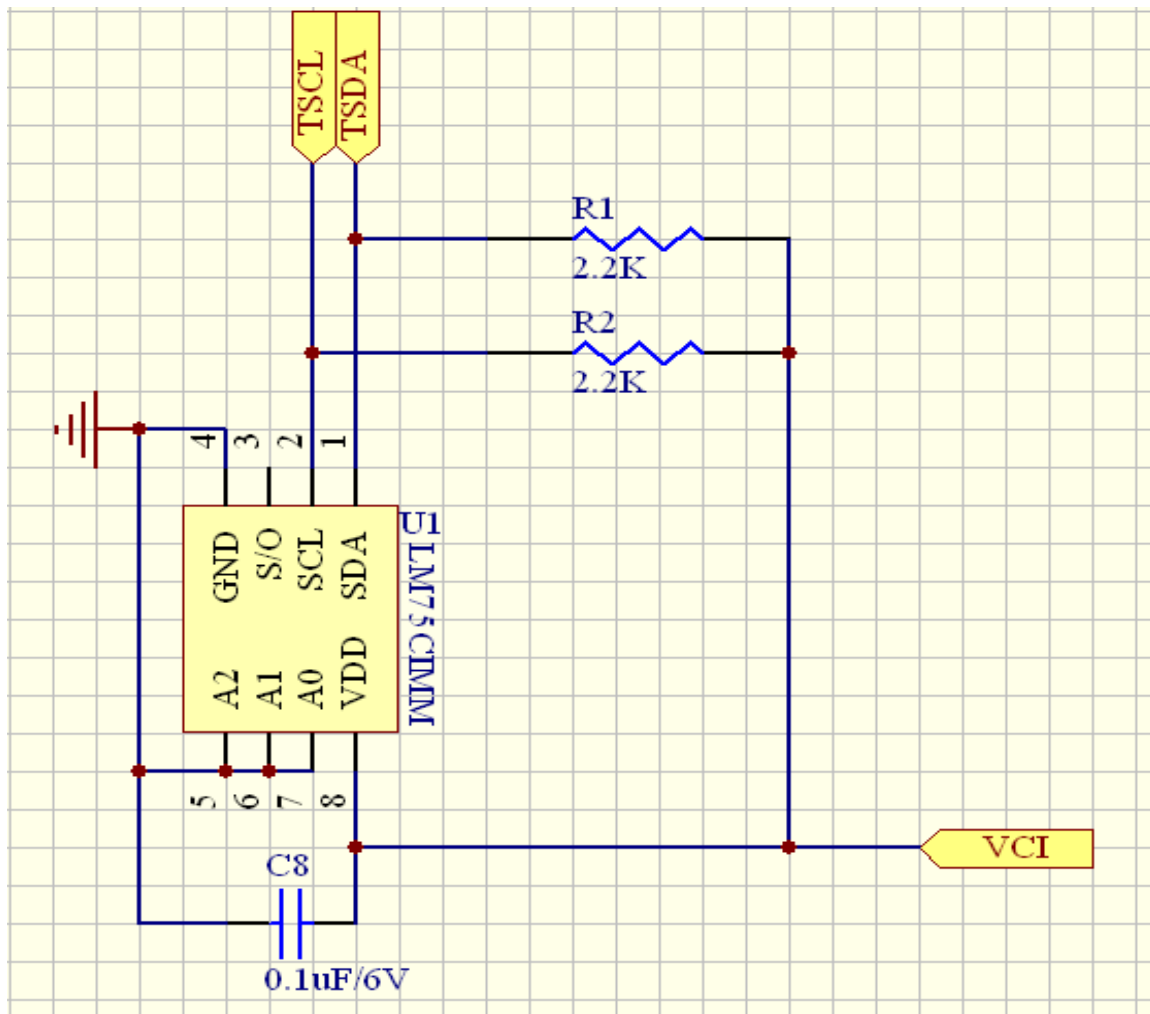 TSCL
TSDA
R1
2.2K
R2
2.2K
4
3
2
1
U1
LM75CIMM
GND
S/O
SCL
SDA
A2
A1
A0
VDD
5
6
7
8
C8
0.1uF/6V
VCI